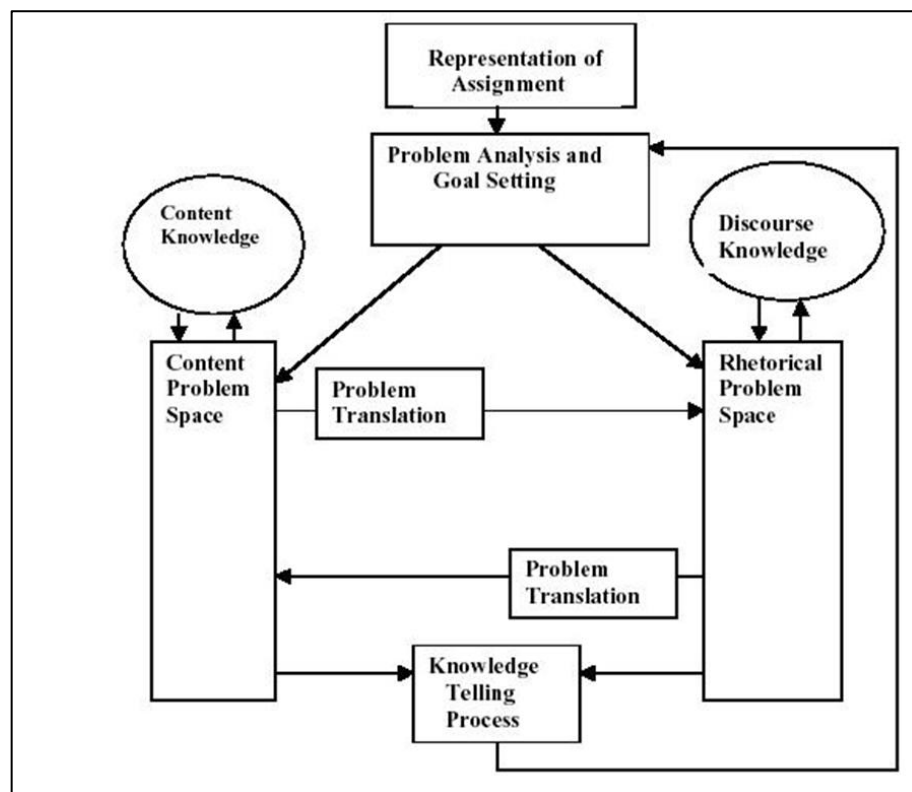 Representation of
Assignment
Problem Analysis and
Goal Setting
Content
Knowledge
Discourse
Knowledge
Content
Problem
Space
Problem
Translation
Rhetorical
Problem
Space
Problem
Translation
Knowledge
Telling
Process